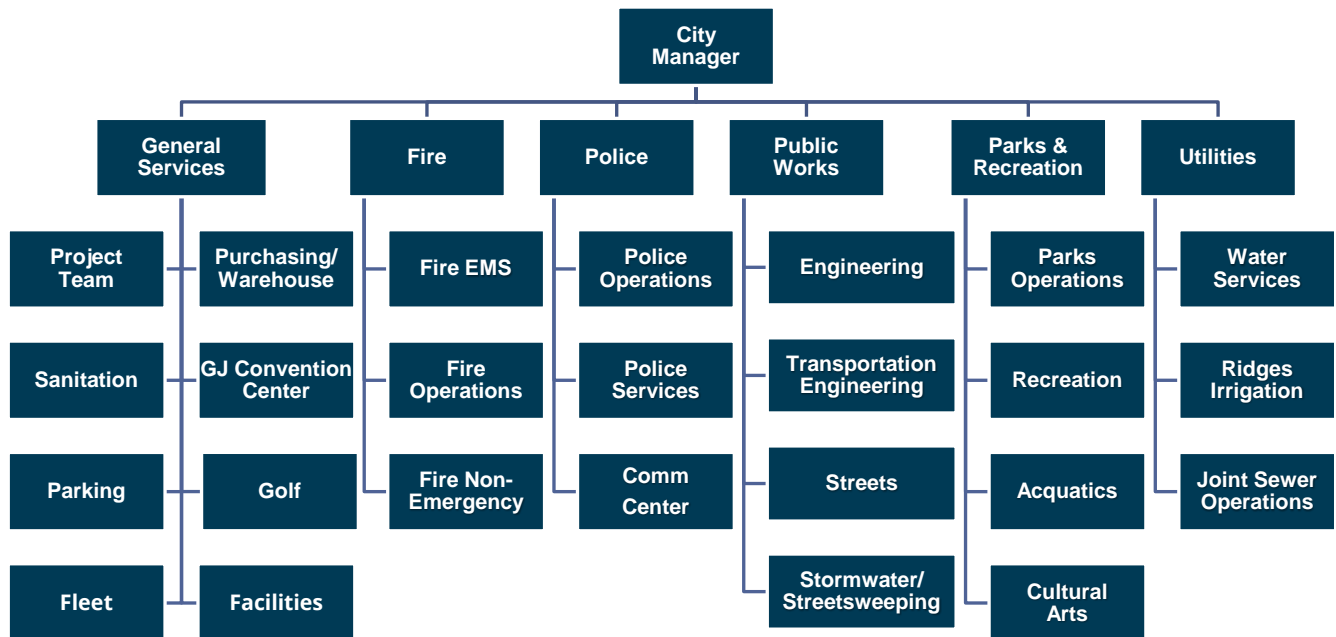 City
Manager
General
Services
Fire
Police
Public
Works
Parks &
Recreation
Utilities
Project
Team
Purchasing/
Warehouse
Fire EMS
Police
Operations
Engineering
Parks
Operations
Water
Services
Sanitation
GJ Convention
Center
Fire
Operations
Police
Services
Transportation
Engineering
Recreation
Ridges
Irrigation
Parking
Golf
Fire Non-
Emergency
Comm
Center
Streets
Acquatics
Joint Sewer
Operations
Fleet
Facilities
Stormwater/
Streetsweeping
Cultural
Arts